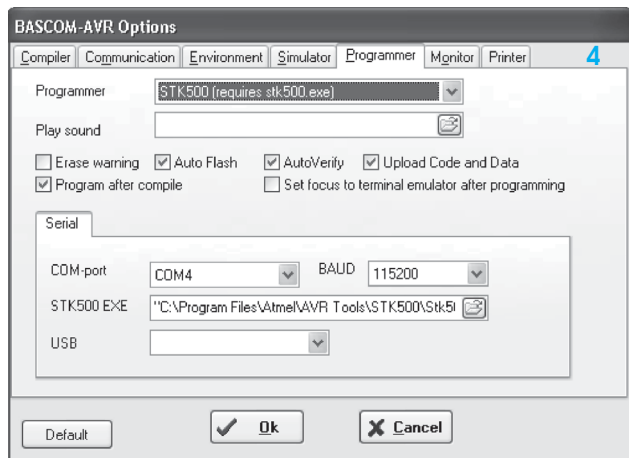 BASCOM-AVR Options
Compiler Communication Environment Simulator Programmer Monitor Printer 4
Programmer STK500 (requires stk500.exe)
Play sound
Erase warning Auto Flash AutoVerify Upload Code and Data
Program after compile Set focus to terminal emulator after programming
Serial
COM-port COM4 BAUD 115200
STK500 EXE "C:\Program Files\Atmel\AVR Tools\STK500\Stk5
USB
Default Ok Cancel